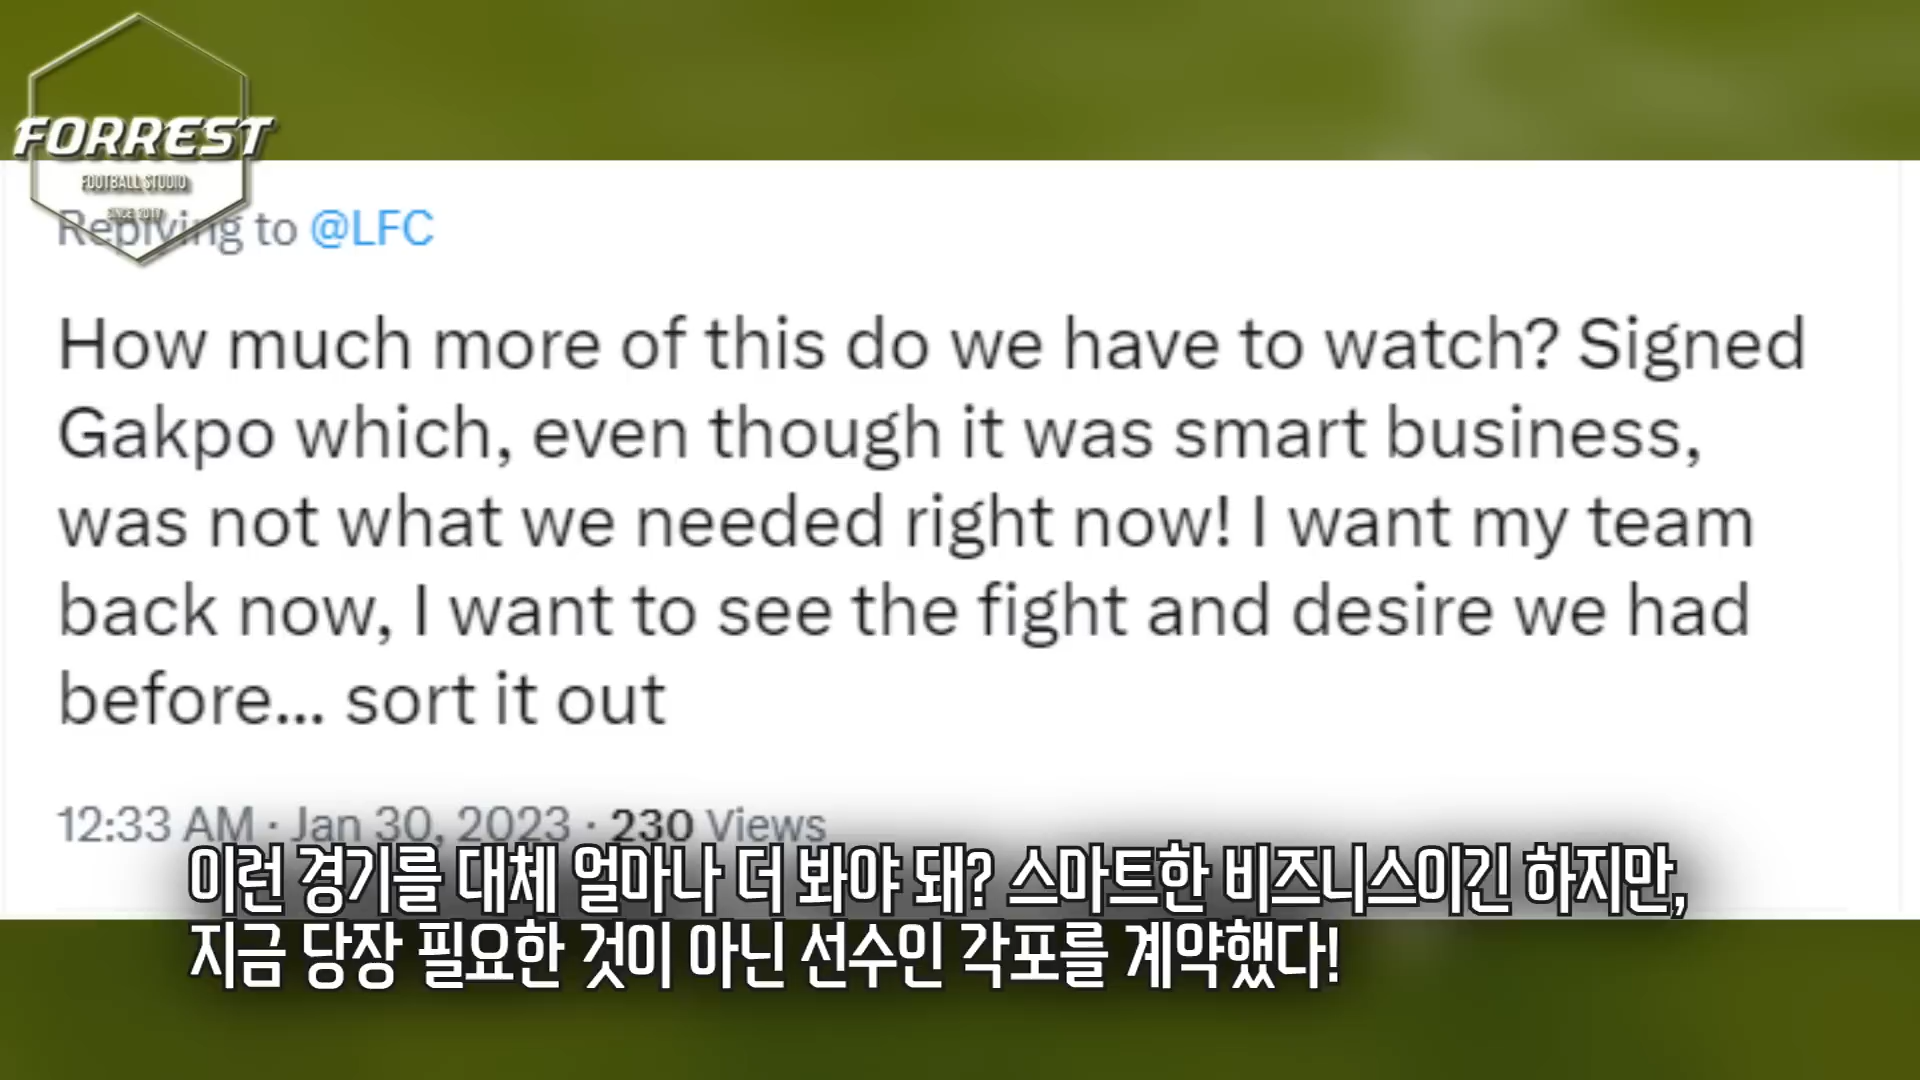 FORREST
FOOTBALL STUDIO
SINCE 2017
Replying to @LFC
How much more of this do we have to watch? Signed
Gakpo which, even though it was smart business,
was not what we needed right now! I want my team
back now, I want to see the fight and desire we had
before... sort it out
12:33 AM · Jan 30, 2023 · 230 Views
이런 경기를 대체 얼마나 더 봐야 돼? 스마트한 비즈니스이긴 하지만,
지금 당장 필요한 것이 아닌 선수인 각포를 계약했다!